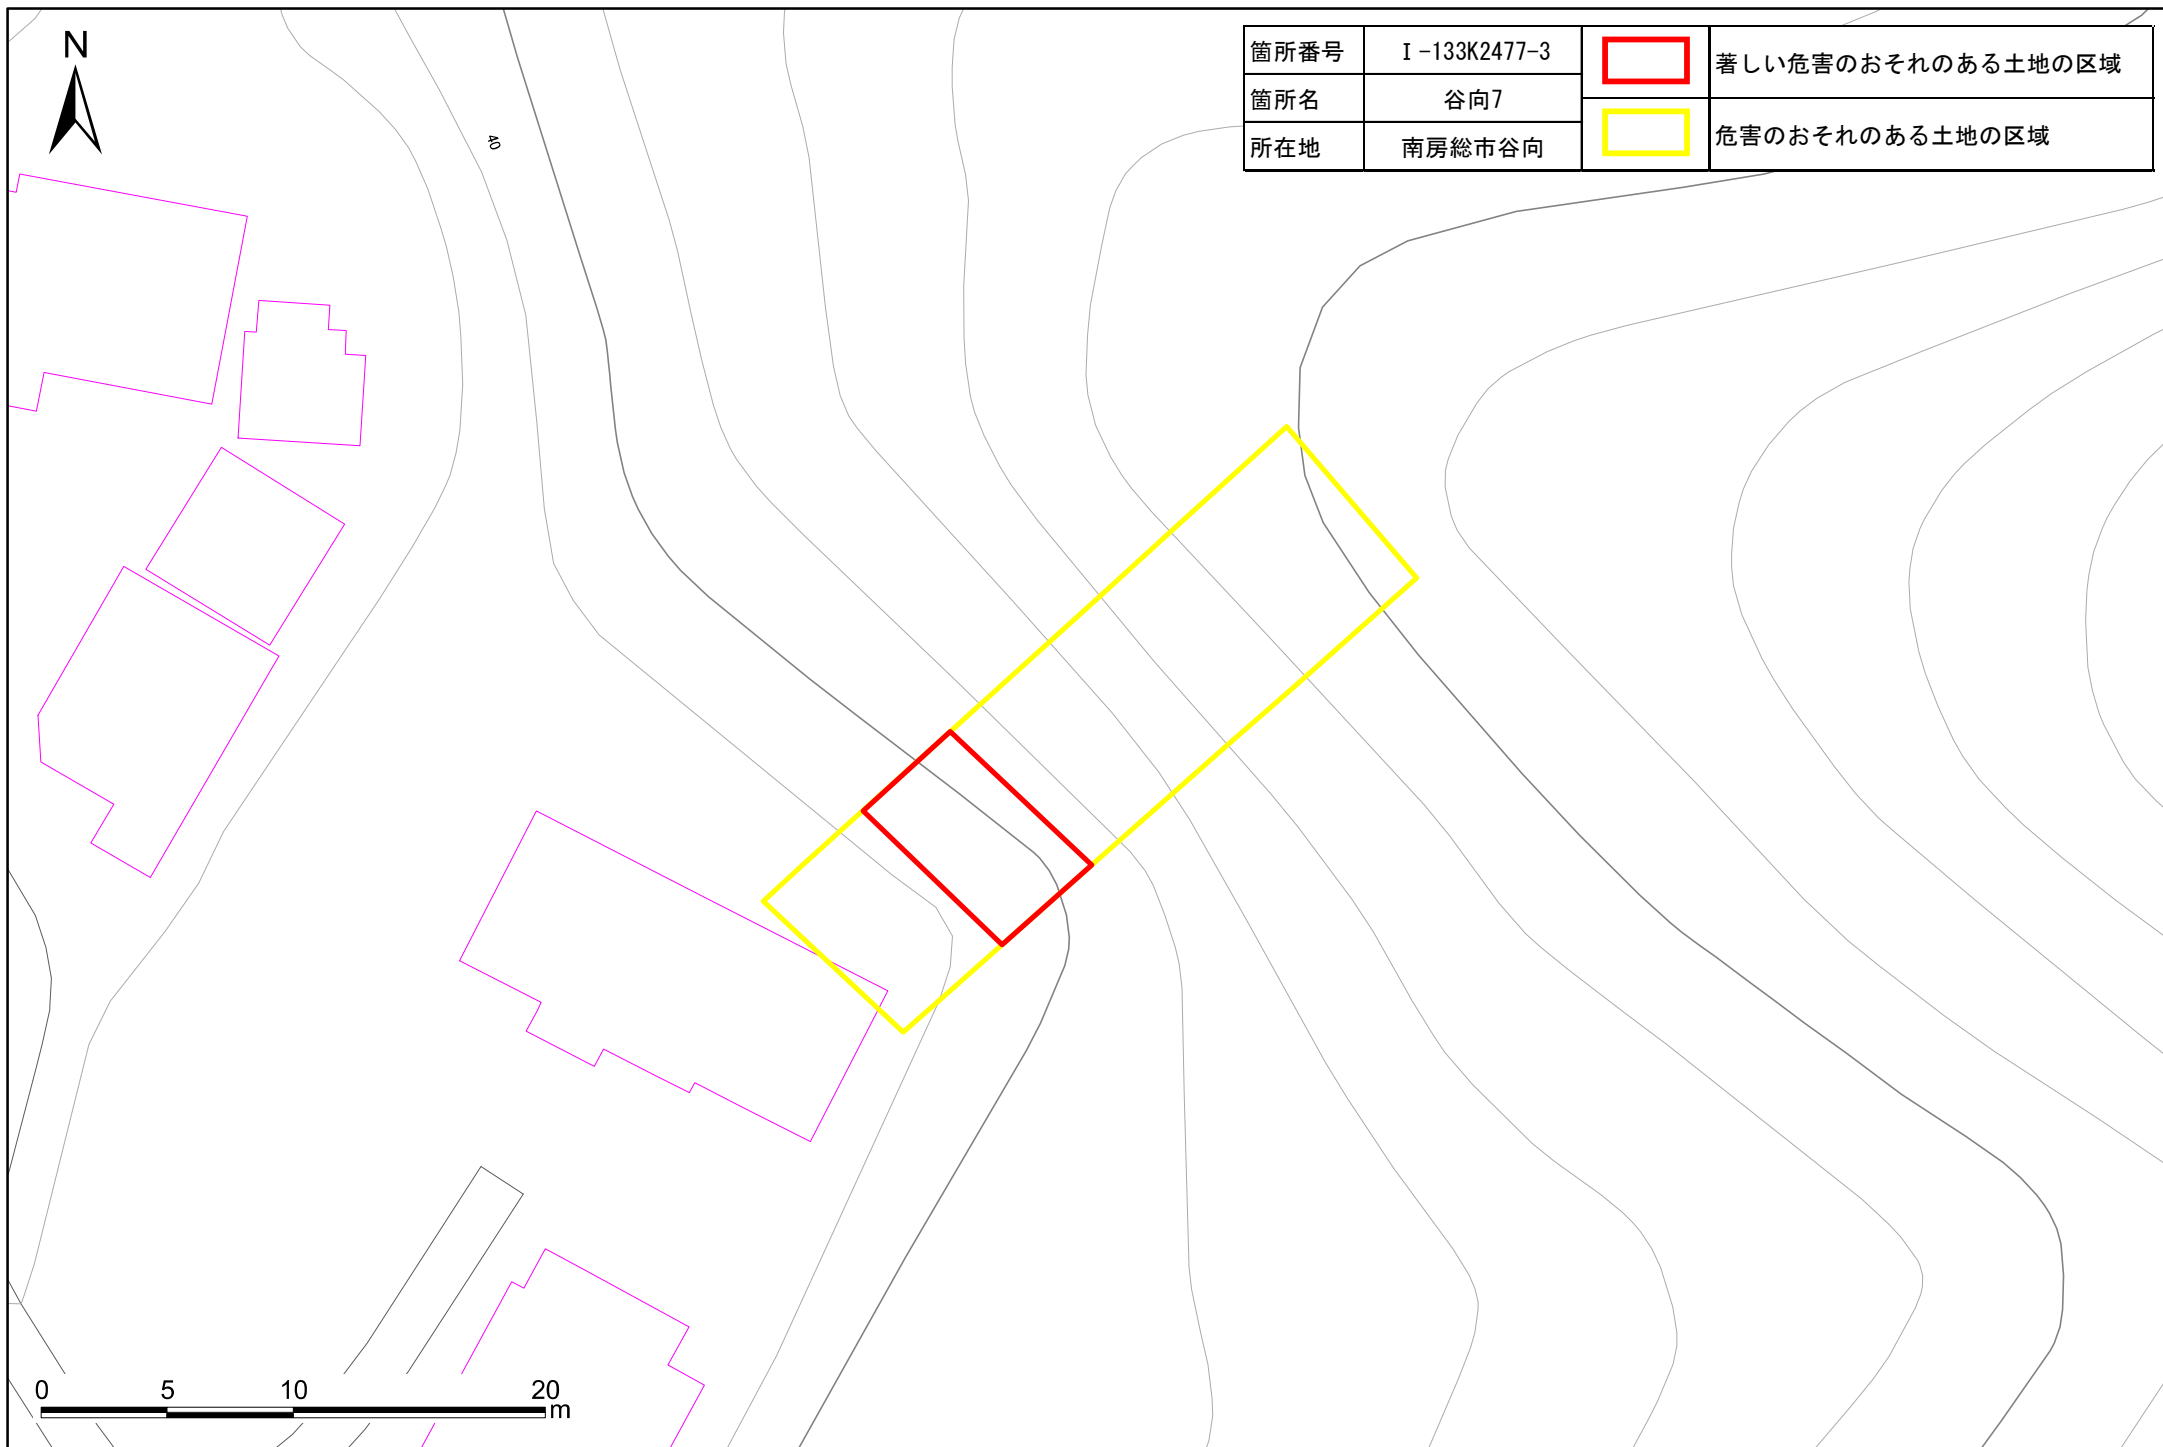 N
40
箇所番号 Ⅰ-133K2477-3
箇所名 谷向7
所在地 南房総市谷向
著しい危害のおそれのある土地の区域
危害のおそれのある土地の区域
0 5 10 20
m